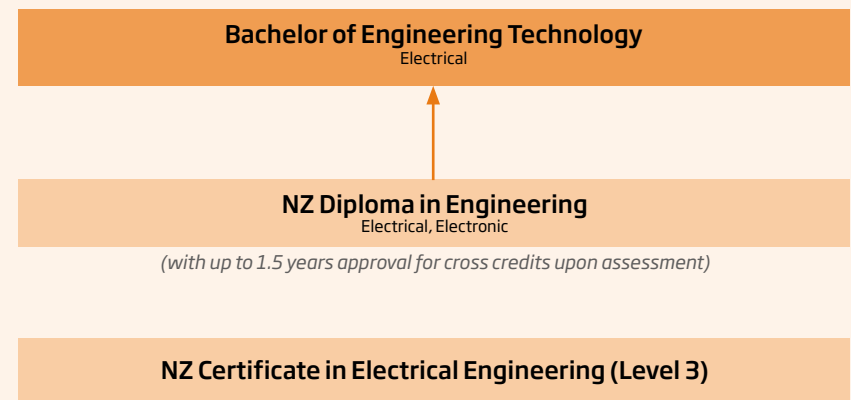 Bachelor of Engineering Technology
Electrical
NZ Diploma in Engineering
Electrical, Electronic
(with up to 1.5 years approval for cross credits upon assessment)
NZ Certificate in Electrical Engineering (Level 3)